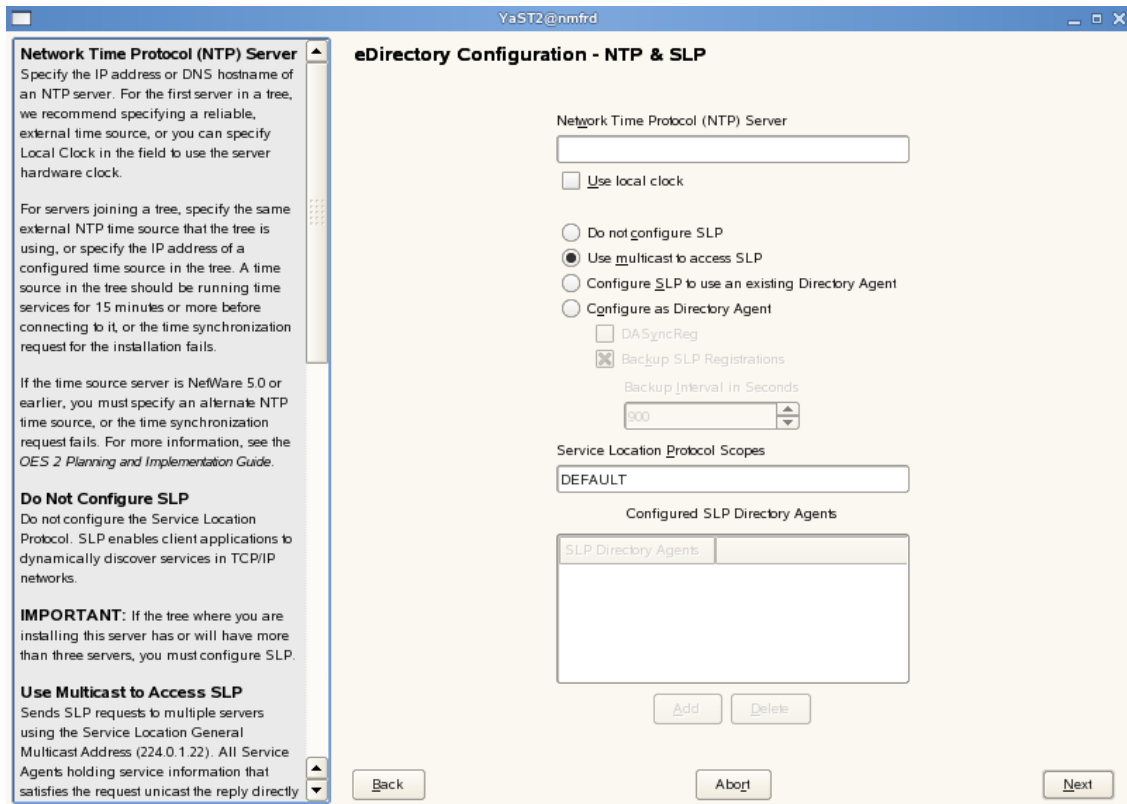 YaST2@nmfrd
Network Time Protocol (NTP) Server
Specify the IP address or DNS hostname of
an NTP server. For the first server in a tree,
we recommend specifying a reliable,
external time source, or you can specify
Local Clock in the field to use the server
hardware clock.
For servers joining a tree, specify the same
external NTP time source that the tree is
using, or specify the IP address of a
configured time source in the tree. A time
source in the tree should be running time
services for 15 minutes or more before
connecting to it, or the time synchronization
request for the installation fails.
If the time source server is NetWare 5.0 or
earlier, you must specify an alternate NTP
time source, or the time synchronization
request fails. For more information, see the
OES 2 Planning and Implementation Guide.
Do Not Configure SLP
Do not configure the Service Location
Protocol. SLP enables client applications to
dynamically discover services in TCP/IP
networks.
IMPORTANT: If the tree where you are
installing this server has or will have more
than three servers, you must configure SLP.
Use Multicast to Access SLP
Sends SLP requests to multiple servers
using the Service Location General
Multicast Address (224.0.1.22). All Service
Agents holding service information that
satisfies the request unicast the reply directly
eDirectory Configuration - NTP & SLP
Network Time Protocol (NTP) Server
Use local clock
Do not configure SLP
Use multicast to access SLP
Configure SLP to use an existing Directory Agent
Configure as Directory Agent
DASyncReg
Backup SLP Registrations
Backup Interval in Seconds
900
Service Location Protocol Scopes
DEFAULT
Configured SLP Directory Agents
SLP Directory Agents
Add Delete
Back Abort Next